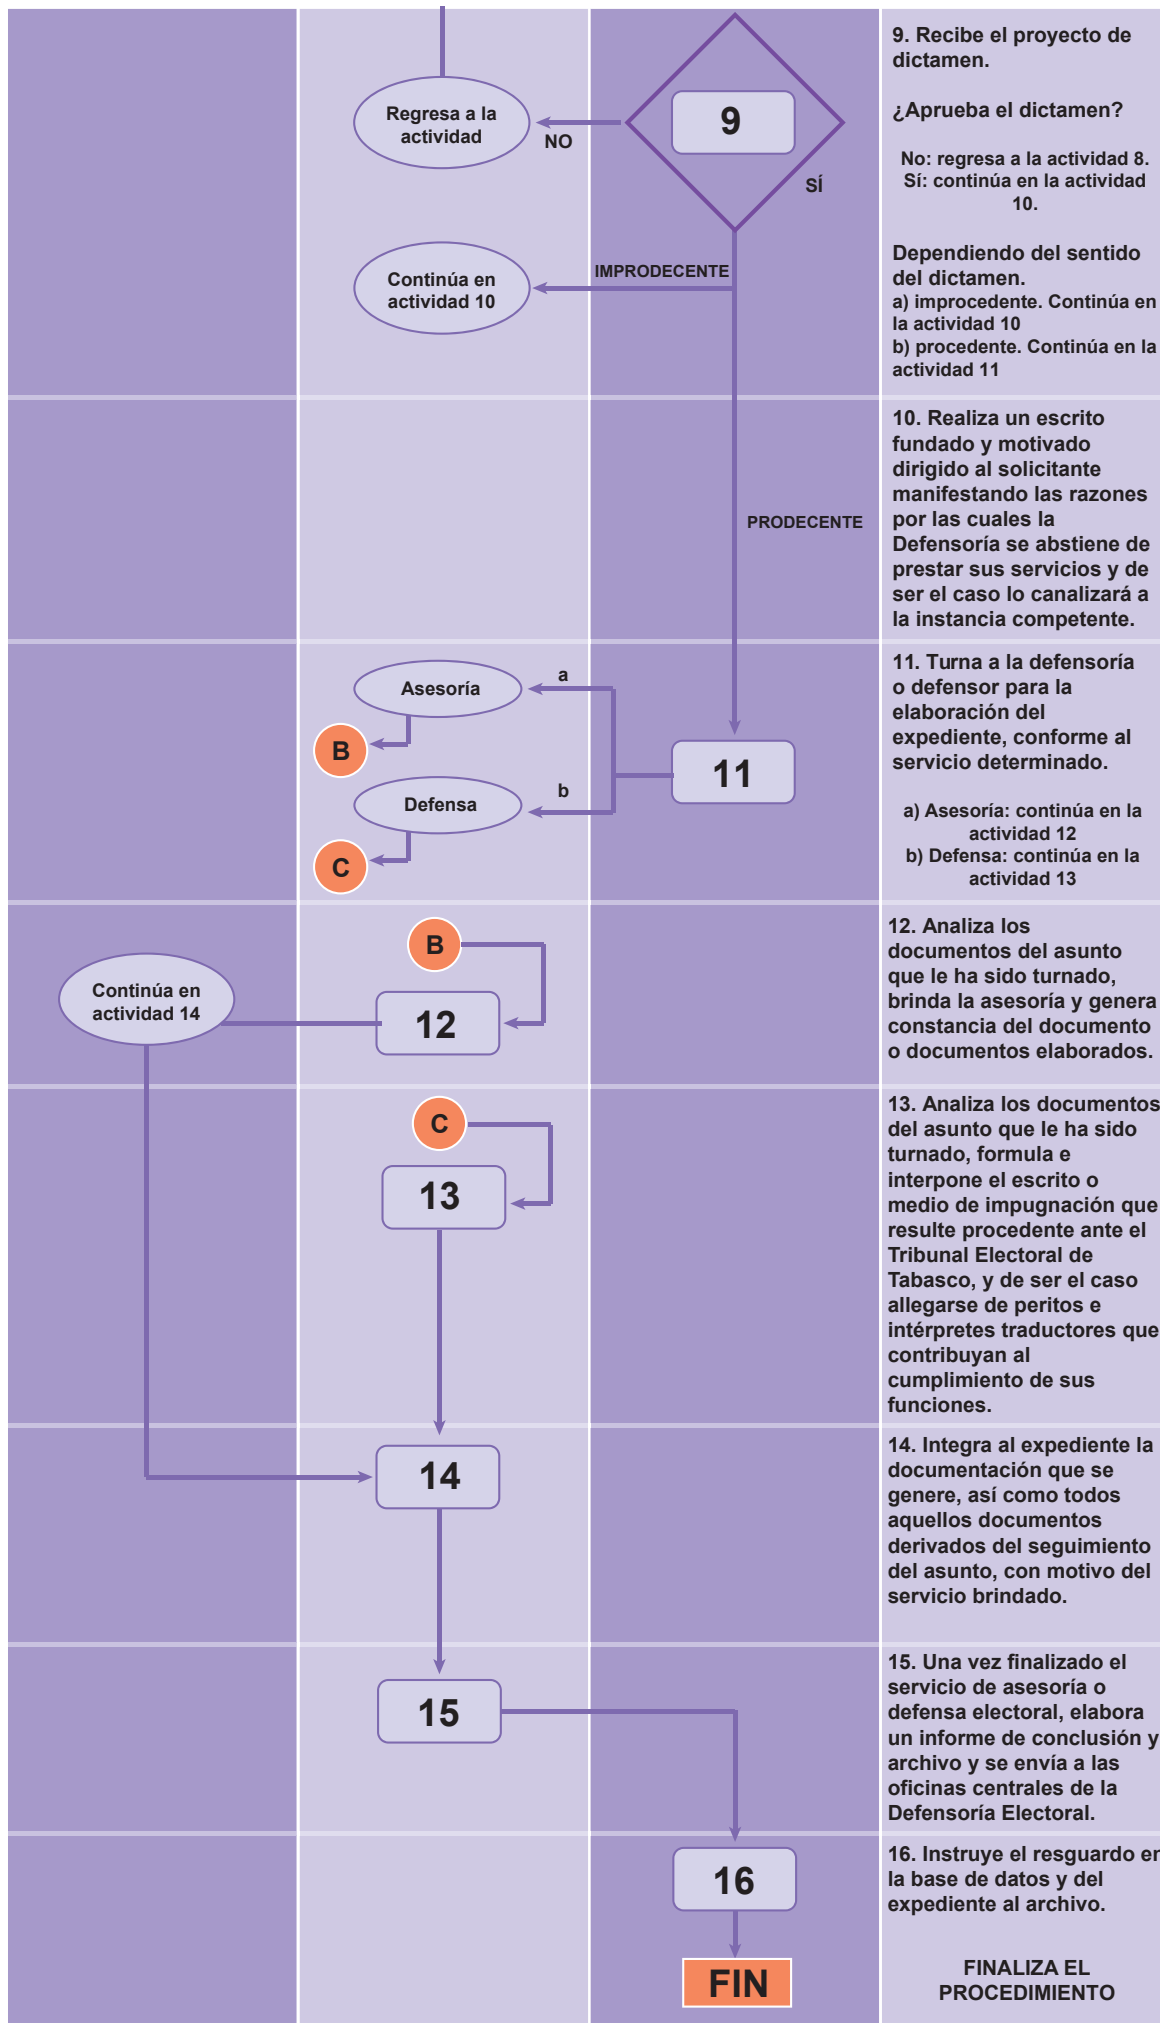 Regresa a la
actividad
NO
9
SÍ
9. Recibe el proyecto de
dictamen.
¿Aprueba el dictamen?
No: regresa a la actividad 8.
Sí: continúa en la actividad
10.
Continúa en
actividad 10
IMPRODECENTE
Dependiendo del sentido
del dictamen.
a) improcedente. Continúa en
la actividad 10
b) procedente. Continúa en la
actividad 11
PRODECENTE
10. Realiza un escrito
fundado y motivado
dirigido al solicitante
manifestando las razones
por las cuales la
Defensoría se abstiene de
prestar sus servicios y de
ser el caso lo canalizará a
la instancia competente.
Asesoría
a
B
Defensa
b
C
11
11. Turna a la defensoría
o defensor para la
elaboración del
expediente, conforme al
servicio determinado.
a) Asesoría: continúa en la
actividad 12
b) Defensa: continúa en la
actividad 13
Continúa en
actividad 14
B
12
12. Analiza los
documentos del asunto
que le ha sido turnado,
brinda la asesoría y genera
constancia del documento
o documentos elaborados.
C
13
13. Analiza los documentos
del asunto que le ha sido
turnado, formula e
interpone el escrito o
medio de impugnación que
resulte procedente ante el
Tribunal Electoral de
Tabasco, y de ser el caso
allegarse de peritos e
intérpretes traductores que
contribuyan al
cumplimiento de sus
funciones.
14
14. Integra al expediente la
documentación que se
genere, así como todos
aquellos documentos
derivados del seguimiento
del asunto, con motivo del
servicio brindado.
15
15. Una vez finalizado el
servicio de asesoría o
defensa electoral, elabora
un informe de conclusión y
archivo y se envía a las
oficinas centrales de la
Defensoría Electoral.
16
16. Instruye el resguardo en
la base de datos y del
expediente al archivo.
FIN
FINALIZA EL
PROCEDIMIENTO